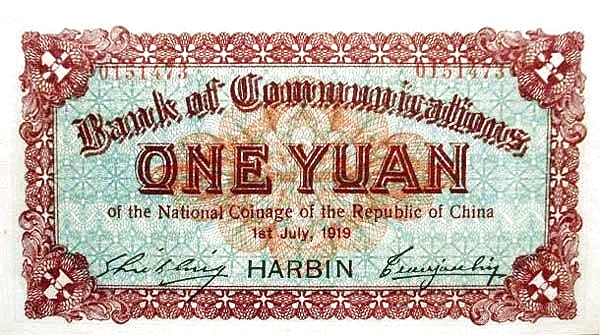 0151473 0151473
Bank of Communications
ONE YUAN
of the National Coinage of the Republic of China
1st July, 1919
HARBIN